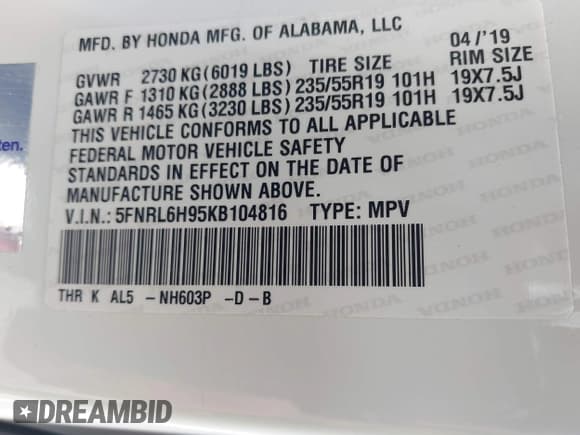 MFD. BY HONDA MFG. OF ALABAMA, LLC
04/'19
GVWR 2730 KG(6019 LBS) TIRE SIZE RIM SIZE
GAWR F 1310 KG(2888 LBS)235/55R19 101H 19X7.5J
GAWR R 1465 KG(3230 LBS)235/55R19 101H 19X7.5J
THIS VEHICLE CONFORMS TO ALL APPLICABLE
FEDERAL MOTOR VEHICLE SAFETY
STANDARDS IN EFFECT ON THE DATE OF
MANUFACTURE SHOWN ABOVE.
V.I.N.: 5FNRL6H95KB104816 TYPE: MPV
THR K AL5 -NH603P -D-B
ten.
HONDA
DREAMBID